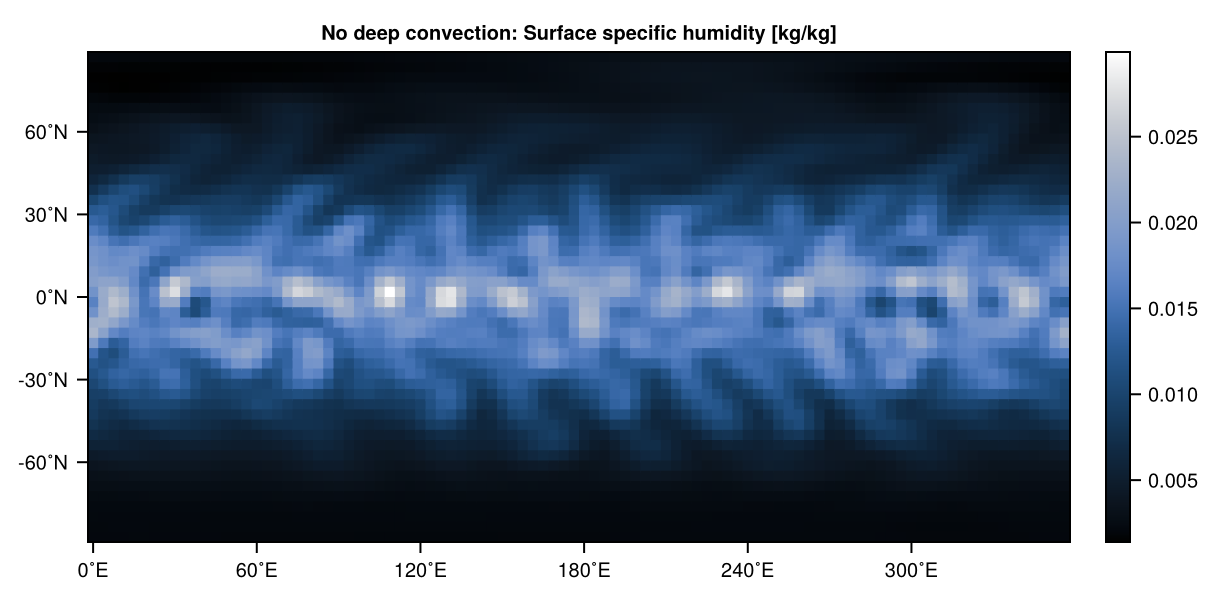 No deep convection: Surface specific humidity [kg/kg]
60˚N
30˚N
0˚N
-30˚N
-60˚N
0˚E
60˚E
120˚E
180˚E
240˚E
300˚E
0.025
0.020
0.015
0.010
0.005